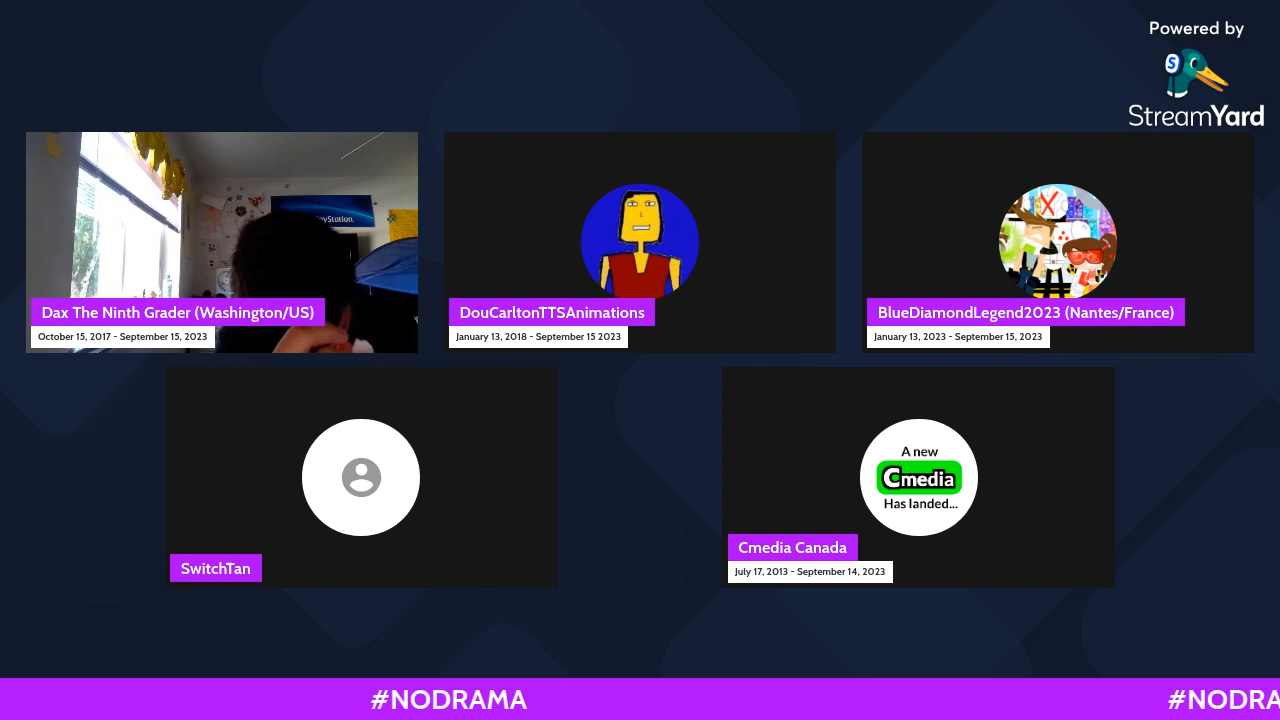 Powered by
S
StreamYard
yStation.
Dax The Ninth Grader (Washington/US)
October 15, 2017 - September 15, 2023
DouCarltonTTSAnimations
January 13, 2018 - September 15 2023
X
BlueDiamondLegend2023 (Nantes/France)
January 13, 2023 - September 15, 2023
SwitchTan
A new
Cmedia
Has landed...
Cmedia Canada
July 17, 2013 - September 14, 2023
#NODRAMA
#NODRA